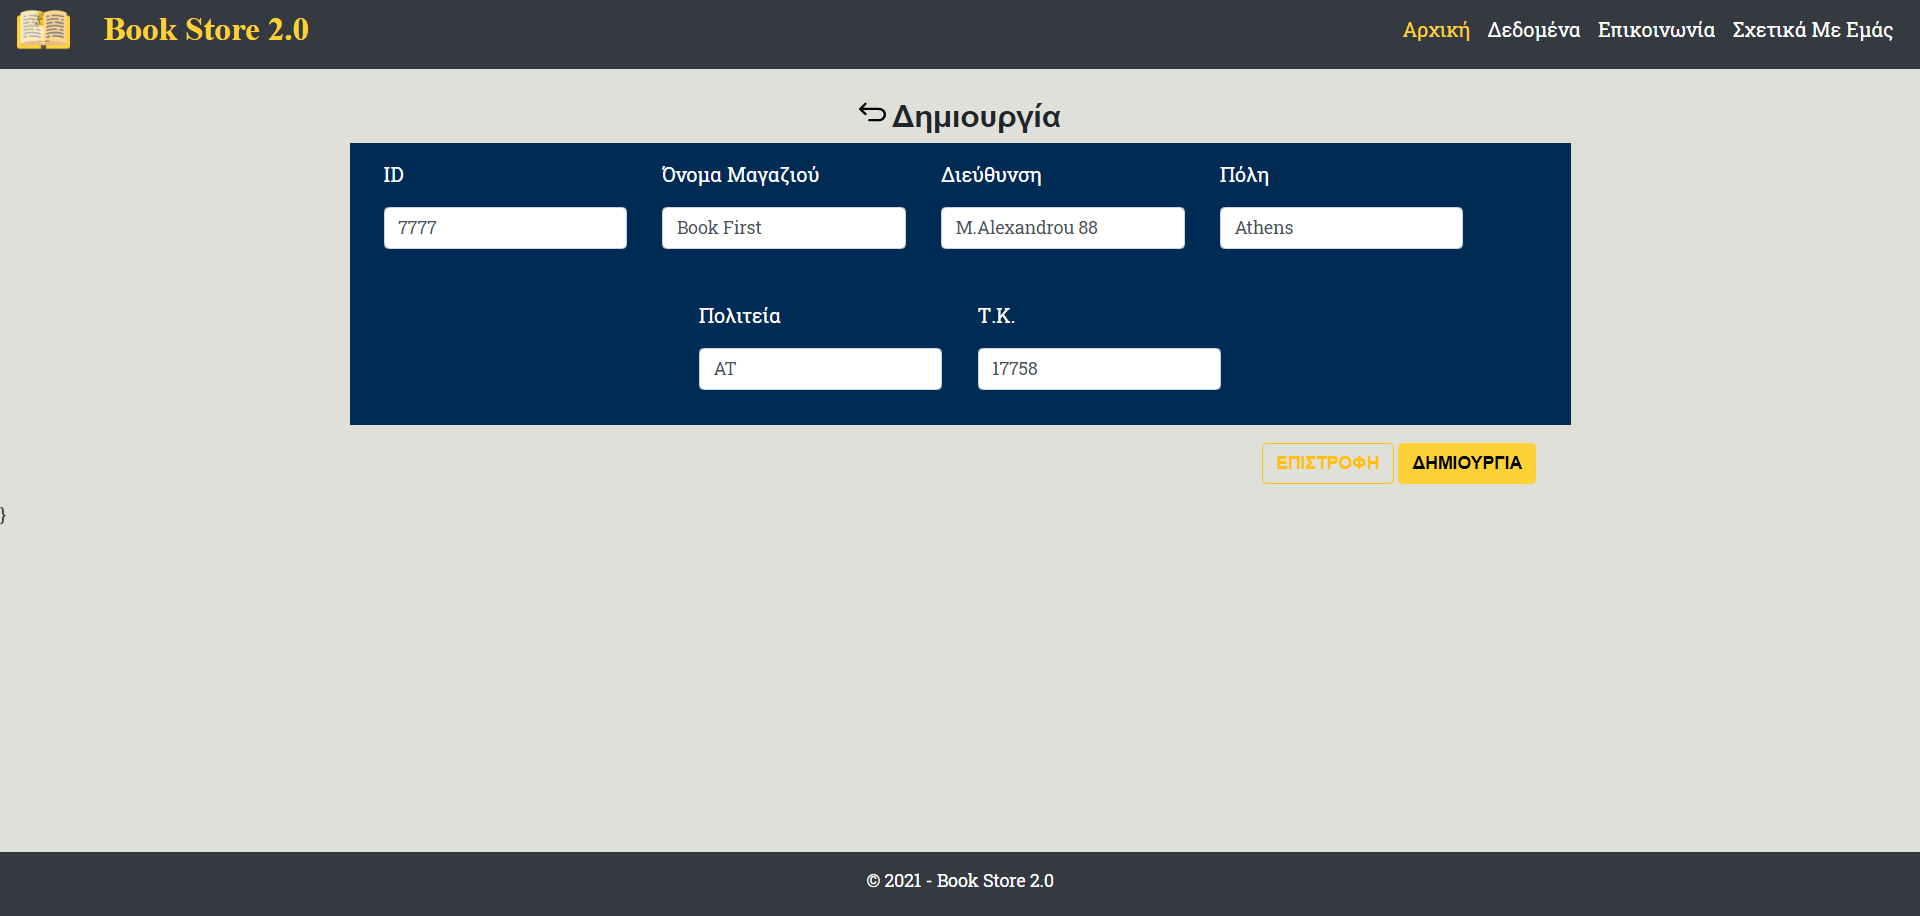 Book Store 2.0
Αρχική Δεδομένα Επικοινωνία Σχετικά Με Εμάς
Δημιουργία
ID Όνομα Μαγαζιού Διεύθυνση Πόλη
7777 Book First M.Alexandrou 88 Athens
Πολιτεία Τ.Κ.
AT 17758
ΕΠΙΣΤΡΟΦΗ ΔΗΜΙΟΥΡΓΙΑ
}
© 2021 - Book Store 2.0